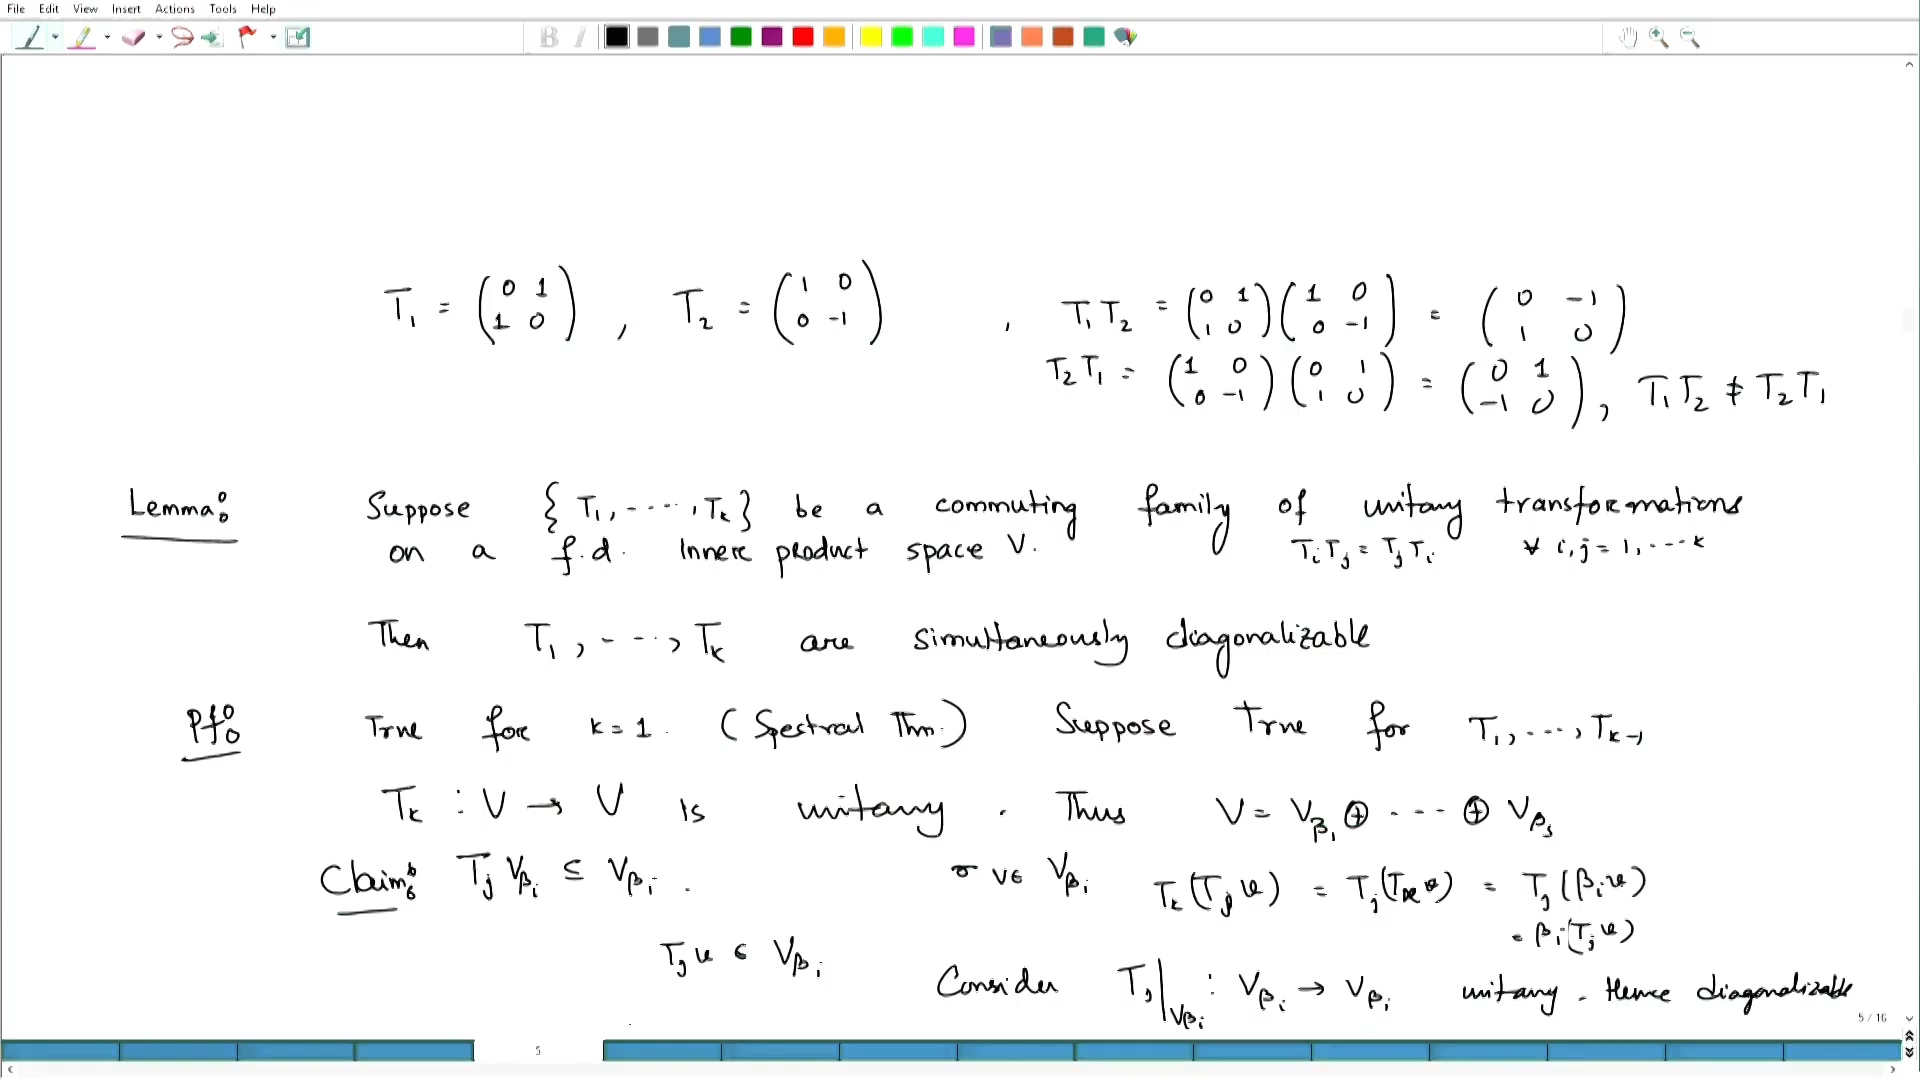 File Edit View Insert Actions Tools Help
B I
T₁ = (0 1 / 1 0), T₂ = (1 0 / 0 -1) , T₁T₂ = (0 1 / 1 0)(1 0 / 0 -1) = (0 -1 / 1 0)
T₂T₁ = (1 0 / 0 -1)(0 1 / 1 0) = (0 1 / -1 0), T₁T₂ ≠ T₂T₁
Lemma: Suppose {T₁, ..., Tₖ} be a commuting family of unitary transformations
on a f.d. Inner product space V. TᵢTⱼ = TⱼTᵢ ∀ i,j = 1, ... k
Then T₁, ..., Tₖ are simultaneously diagonalizable
Pf: True for k = 1. (Spectral Thm.) Suppose True for T₁, ..., Tₖ₋₁
Tₖ : V → V is unitary. Thus V = V_β₁ ⊕ ... ⊕ V_βₛ
Claim: Tⱼ V_βᵢ ⊆ V_βᵢ. v ∈ V_βᵢ Tₖ(Tⱼ v) = Tⱼ(Tₖ v) = Tⱼ(βᵢ v)
= βᵢ(Tⱼ v)
Tⱼ v ∈ V_βᵢ
Consider Tⱼ|V_βᵢ : V_βᵢ → V_βᵢ unitary. Hence diagonalizable
5 / 16
5